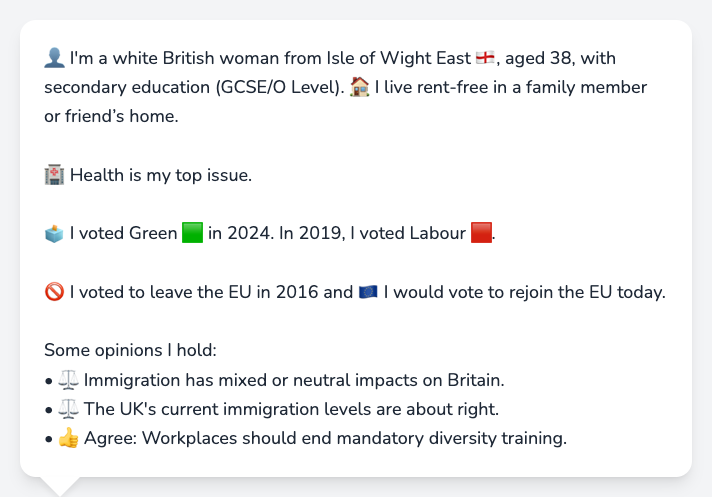 👤 I'm a white British woman from Isle of Wight East 🏴󠁧󠁢󠁥󠁮󠁧󠁿, aged 38, with
secondary education (GCSE/O Level). 🏠 I live rent-free in a family member
or friend’s home.
🏥 Health is my top issue.
🗳️ I voted Green 🟩 in 2024. In 2019, I voted Labour 🟥.
🚫 I voted to leave the EU in 2016 and 🇪🇺 I would vote to rejoin the EU today.
Some opinions I hold:
• ⚖️ Immigration has mixed or neutral impacts on Britain.
• ⚖️ The UK's current immigration levels are about right.
• 👍 Agree: Workplaces should end mandatory diversity training.